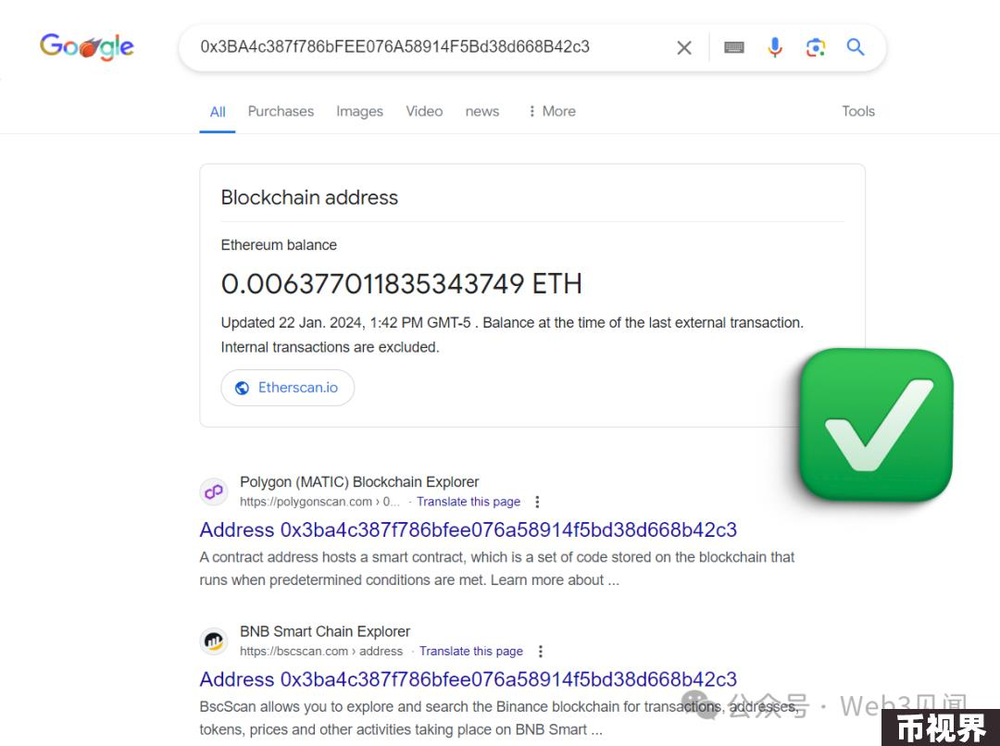 Google
0x3BA4c387f786bFEE076A58914F5Bd38d668B42c3
All Purchases Images Video news More Tools
Blockchain address
Ethereum balance
0.006377011835343749 ETH
Updated 22 Jan. 2024, 1:42 PM GMT-5 . Balance at the time of the last external transaction.
Internal transactions are excluded.
Etherscan.io
Polygon (MATIC) Blockchain Explorer
https://polygonscan.com › 0... · Translate this page
Address 0x3ba4c387f786bfee076a58914f5bd38d668b42c3
A contract address hosts a smart contract, which is a set of code stored on the blockchain that
runs when predetermined conditions are met. Learn more about ...
BNB Smart Chain Explorer
https://bscscan.com › address · Translate this page
Address 0x3ba4c387f786bfee076a58914f5bd38d668b42c3
BscScan allows you to explore and search the Binance blockchain for transactions, addresses,
tokens, prices and other activities taking place on BNB Smart ...
公众号 · Web3见闻
币视界